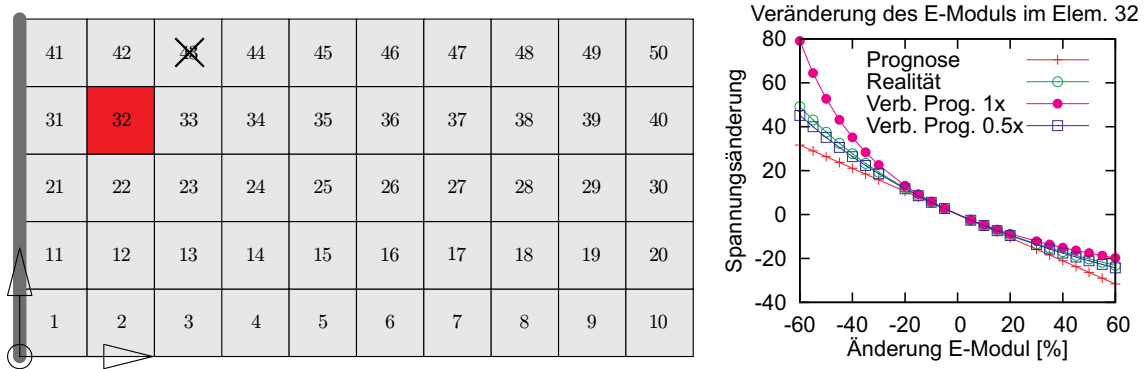 41 42 43 44 45 46 47 48 49 50
31 32 33 34 35 36 37 38 39 40
21 22 23 24 25 26 27 28 29 30
11 12 13 14 15 16 17 18 19 20
1 2 3 4 5 6 7 8 9 10
Veränderung des E-Moduls im Elem. 32
Spannungsänderung
80
60
40
20
0
-20
-40
Prognose
Realität
Verb. Prog. 1x
Verb. Prog. 0.5x
-60 -40 -20 0 20 40 60
Änderung E-Modul [%]